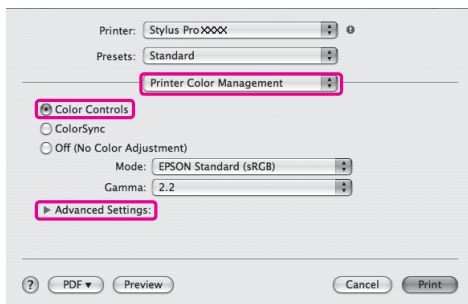 Printer: Stylus Pro XXXX
Presets: Standard
Printer Color Management
Color Controls
ColorSync
Off (No Color Adjustment)
Mode: EPSON Standard (sRGB)
Gamma: 2.2
Advanced Settings:
? PDF Preview Cancel Print